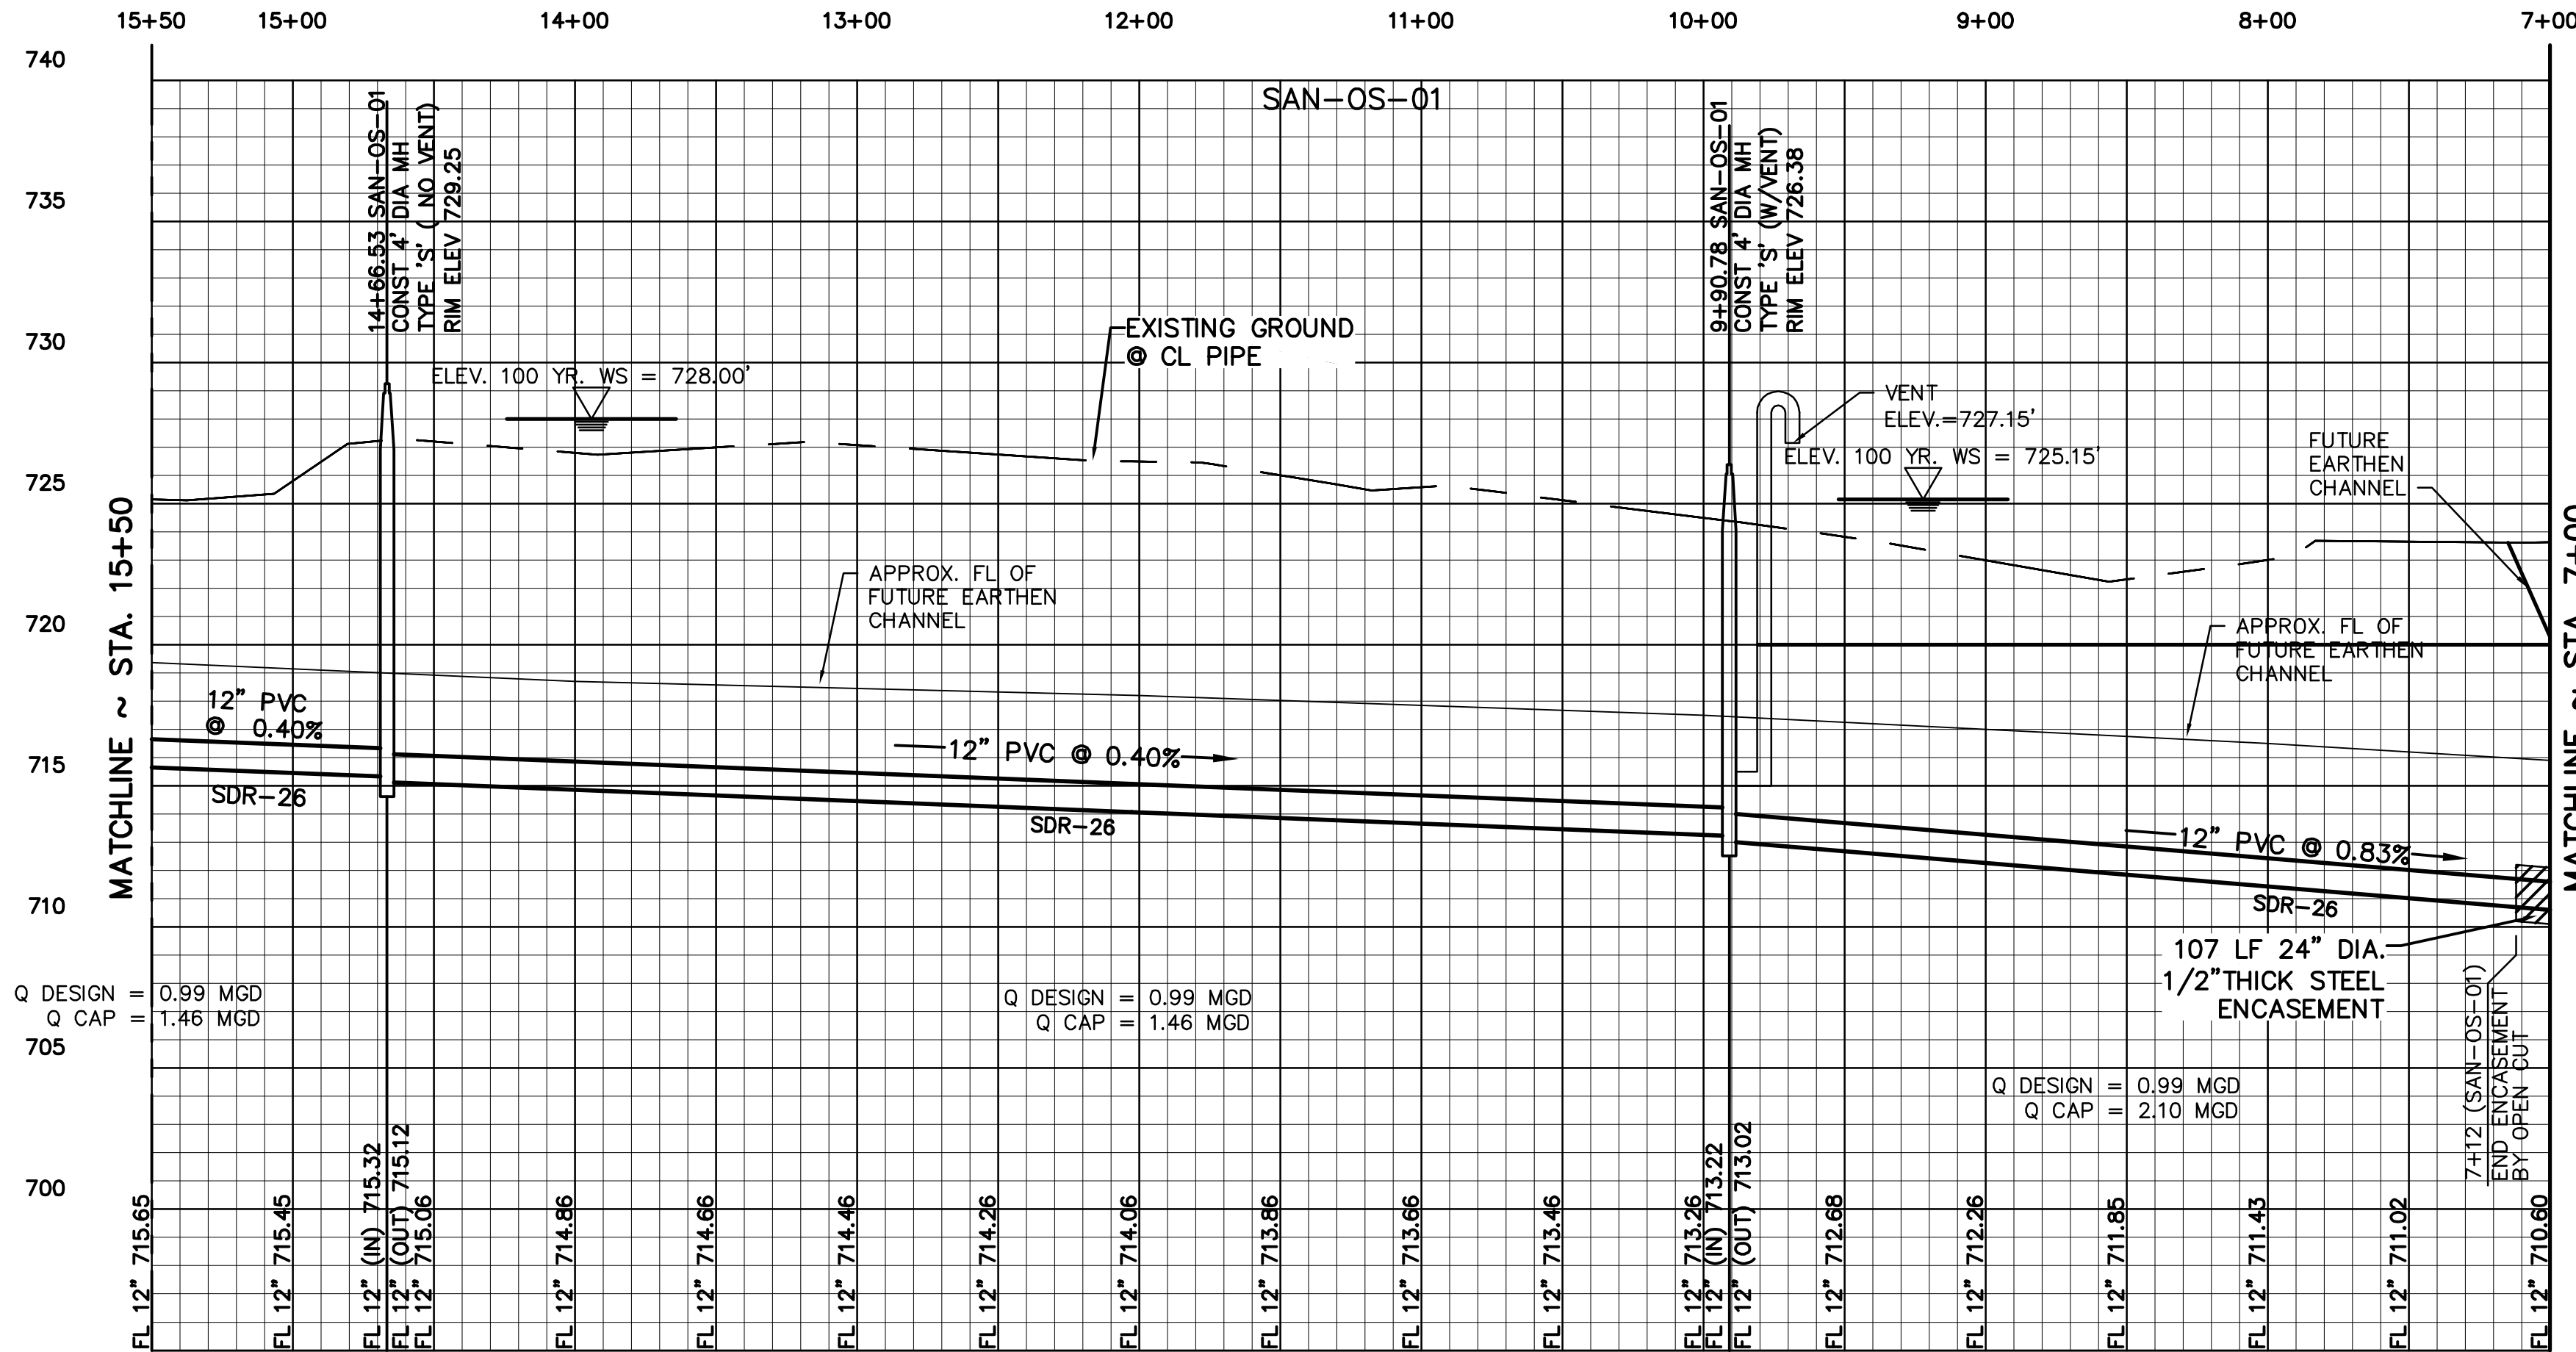 15+50 15+00 14+00 13+00 12+00 11+00 10+00 9+00 8+00 7+00
740
735
730
725
720
715
710
705
700
SAN-OS-01
14+66.53 SAN-OS-01
CONST 4' DIA MH
TYPE 'S' ( NO VENT)
RIM ELEV 729.25
9+90.78 SAN-OS-01
CONST 4' DIA MH
TYPE 'S' (W/VENT)
RIM ELEV 726.38
EXISTING GROUND
@ CL PIPE
ELEV. 100 YR. WS = 728.00'
VENT
ELEV.=727.15'
ELEV. 100 YR. WS = 725.15'
FUTURE
EARTHEN
CHANNEL
MATCHLINE ~ STA. 15+50
MATCHLINE ~ STA. 7+00
APPROX. FL OF
FUTURE EARTHEN
CHANNEL
APPROX. FL OF
FUTURE EARTHEN
CHANNEL
12" PVC
@ 0.40%
SDR-26
12" PVC @ 0.40%
SDR-26
12" PVC @ 0.83%
SDR-26
107 LF 24" DIA.
1/2"THICK STEEL
ENCASEMENT
7+12 (SAN-OS-01)
END ENCASEMENT
BY OPEN CUT
Q DESIGN = 0.99 MGD
Q CAP = 1.46 MGD
Q DESIGN = 0.99 MGD
Q CAP = 1.46 MGD
Q DESIGN = 0.99 MGD
Q CAP = 2.10 MGD
FL 12" 715.65
FL 12" 715.45
FL 12" (IN) 715.32
FL 12" (OUT) 715.12
FL 12" 715.06
FL 12" 714.86
FL 12" 714.66
FL 12" 714.46
FL 12" 714.26
FL 12" 714.06
FL 12" 713.86
FL 12" 713.66
FL 12" 713.46
FL 12" 713.26
FL 12" (IN) 713.22
FL 12" (OUT) 713.02
FL 12" 712.68
FL 12" 712.26
FL 12" 711.85
FL 12" 711.43
FL 12" 711.02
FL 12" 710.60